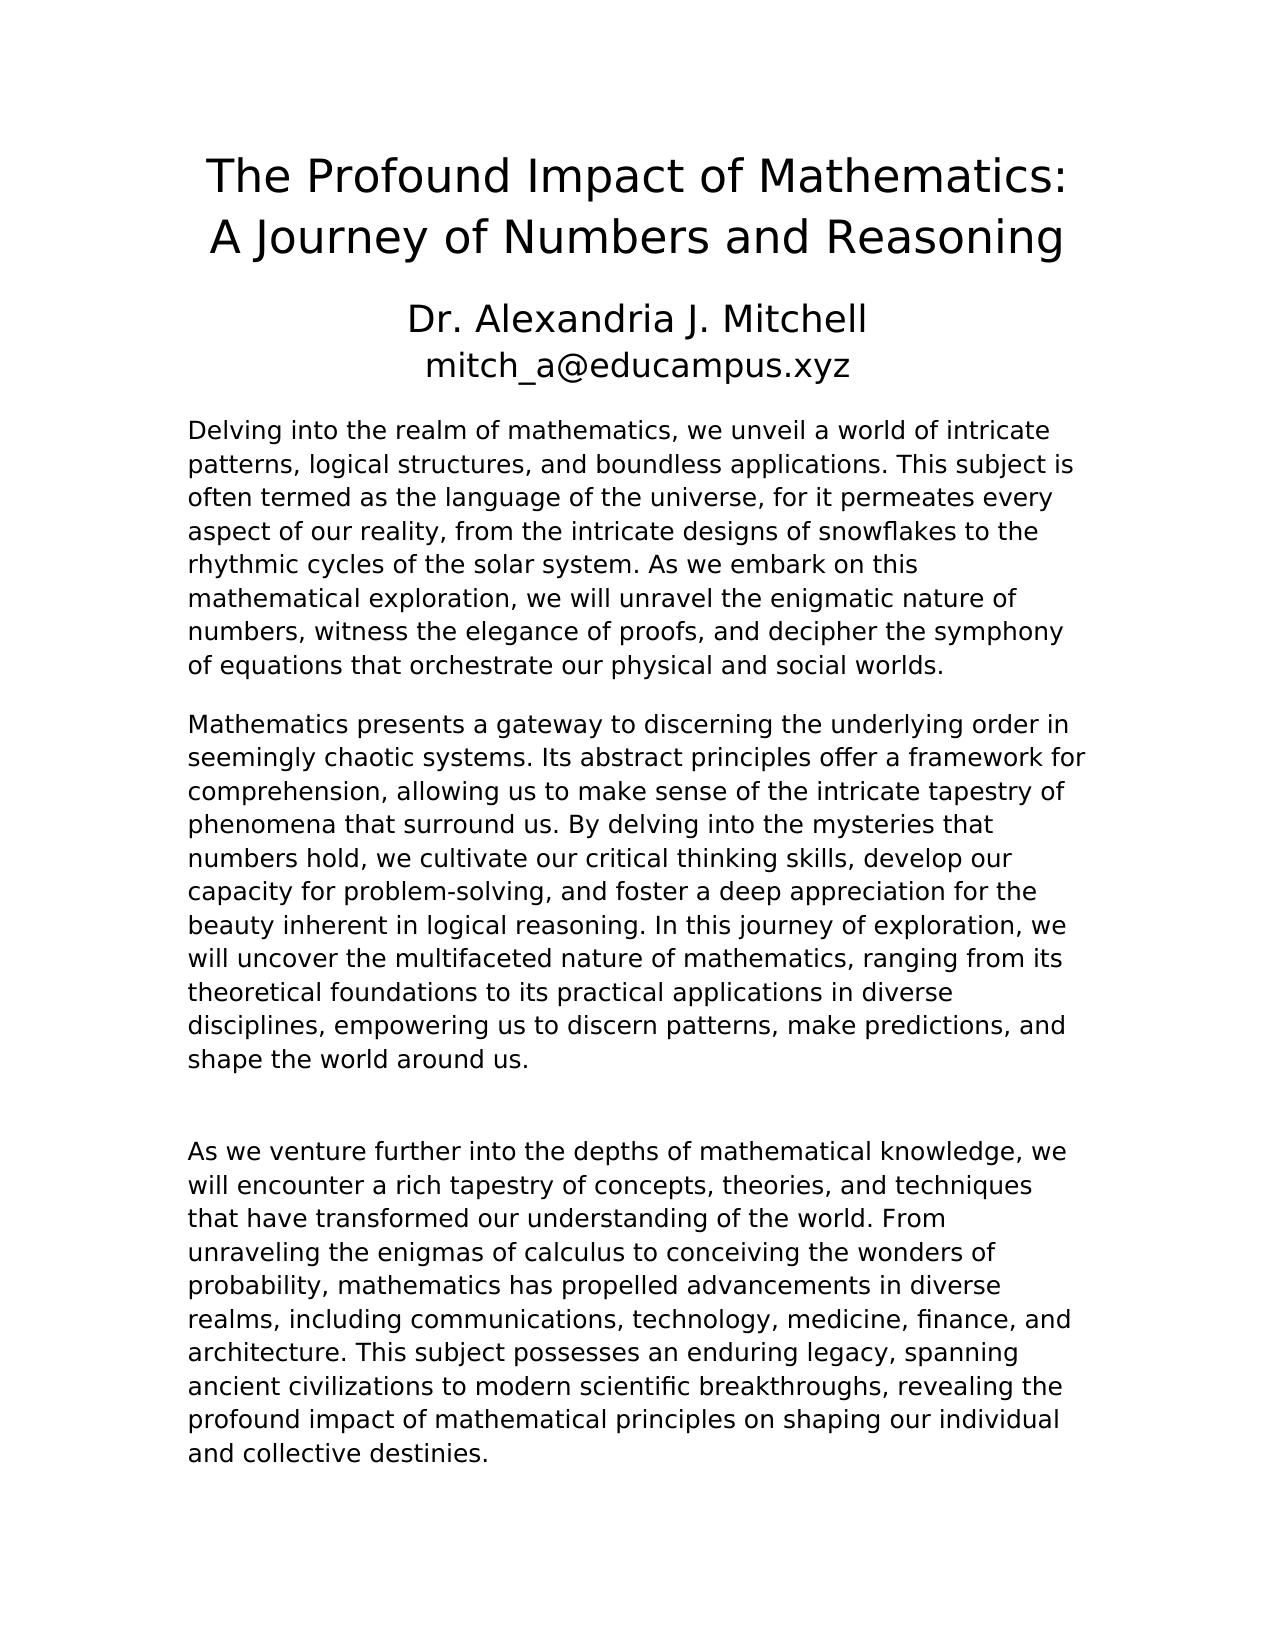 The Profound Impact of Mathematics:
A Journey of Numbers and Reasoning
Dr. Alexandria J. Mitchell
mitch_a@educampus.xyz
Delving into the realm of mathematics, we unveil a world of intricate
patterns, logical structures, and boundless applications. This subject is
often termed as the language of the universe, for it permeates every
aspect of our reality, from the intricate designs of snowflakes to the
rhythmic cycles of the solar system. As we embark on this
mathematical exploration, we will unravel the enigmatic nature of
numbers, witness the elegance of proofs, and decipher the symphony
of equations that orchestrate our physical and social worlds.
Mathematics presents a gateway to discerning the underlying order in
seemingly chaotic systems. Its abstract principles offer a framework for
comprehension, allowing us to make sense of the intricate tapestry of
phenomena that surround us. By delving into the mysteries that
numbers hold, we cultivate our critical thinking skills, develop our
capacity for problem-solving, and foster a deep appreciation for the
beauty inherent in logical reasoning. In this journey of exploration, we
will uncover the multifaceted nature of mathematics, ranging from its
theoretical foundations to its practical applications in diverse
disciplines, empowering us to discern patterns, make predictions, and
shape the world around us.
As we venture further into the depths of mathematical knowledge, we
will encounter a rich tapestry of concepts, theories, and techniques
that have transformed our understanding of the world. From
unraveling the enigmas of calculus to conceiving the wonders of
probability, mathematics has propelled advancements in diverse
realms, including communications, technology, medicine, finance, and
architecture. This subject possesses an enduring legacy, spanning
ancient civilizations to modern scientific breakthroughs, revealing the
profound impact of mathematical principles on shaping our individual
and collective destinies.